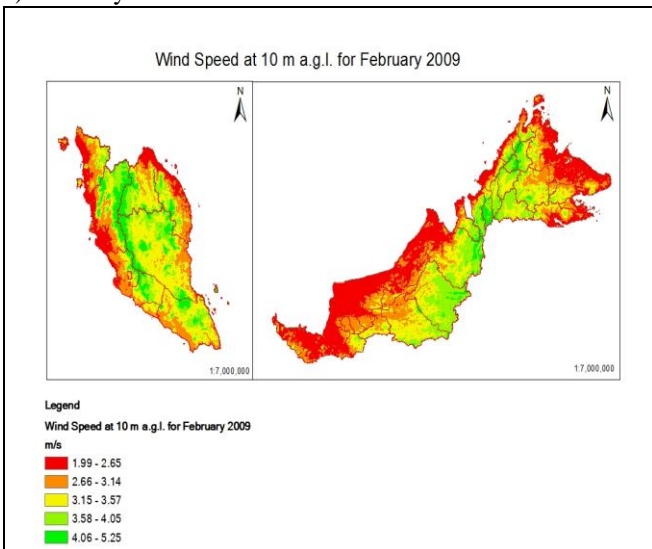 Wind Speed at 10 m a.g.l. for February 2009
N
N
1:7,000,000
1:7,000,000
Legend
Wind Speed at 10 m a.g.l. for February 2009
m/s
1.99 - 2.65
2.66 - 3.14
3.15 - 3.57
3.58 - 4.05
4.06 - 5.25